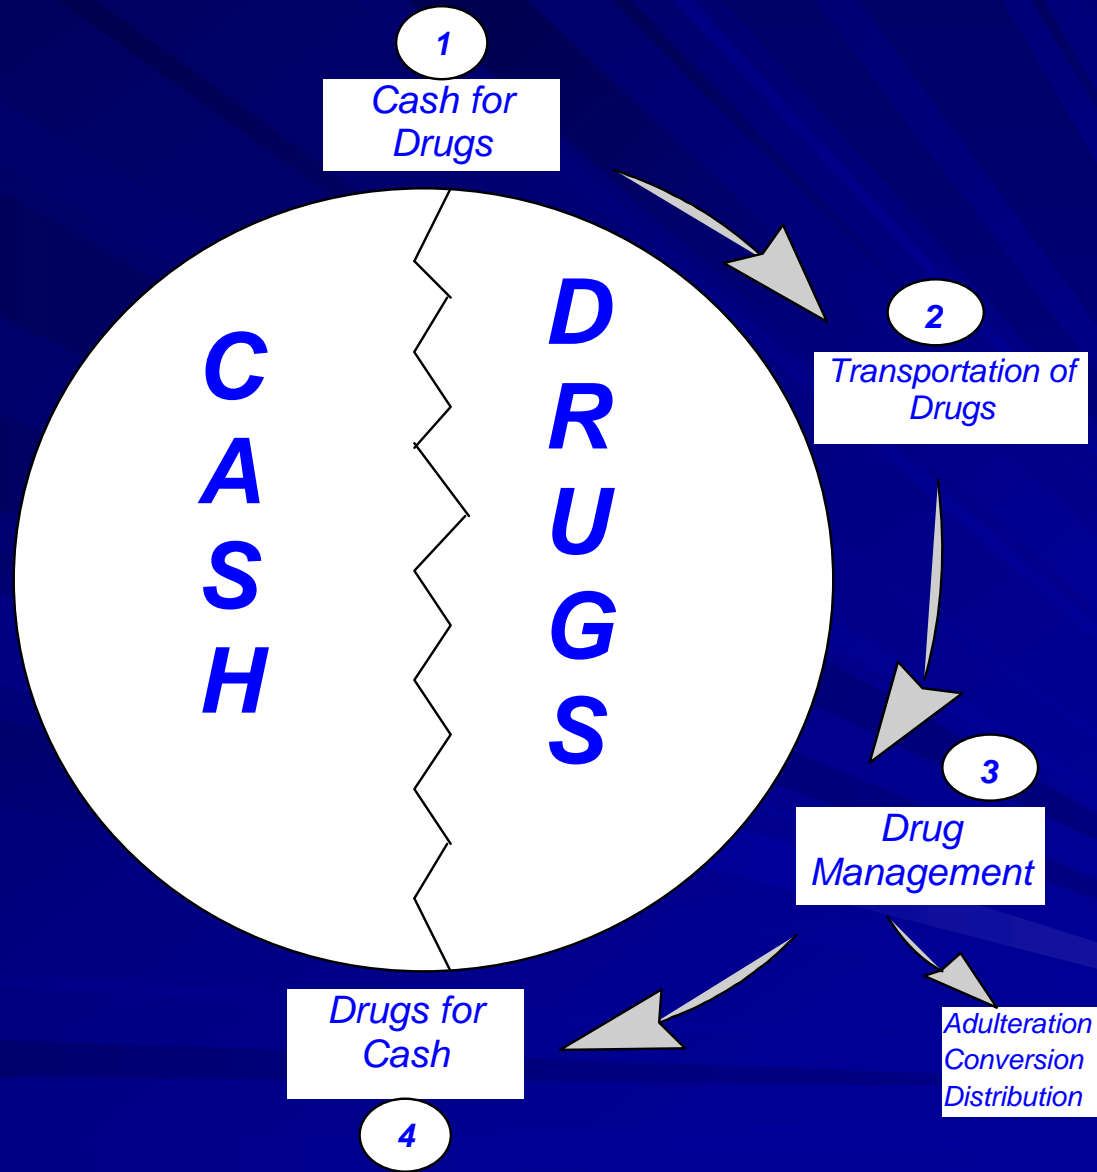 1
Cash for
Drugs
2
Transportation of
Drugs
C
A
S
H
D
R
U
G
S
3
Drug
Management
Adulteration
Conversion
Distribution
Drugs for
Cash
4